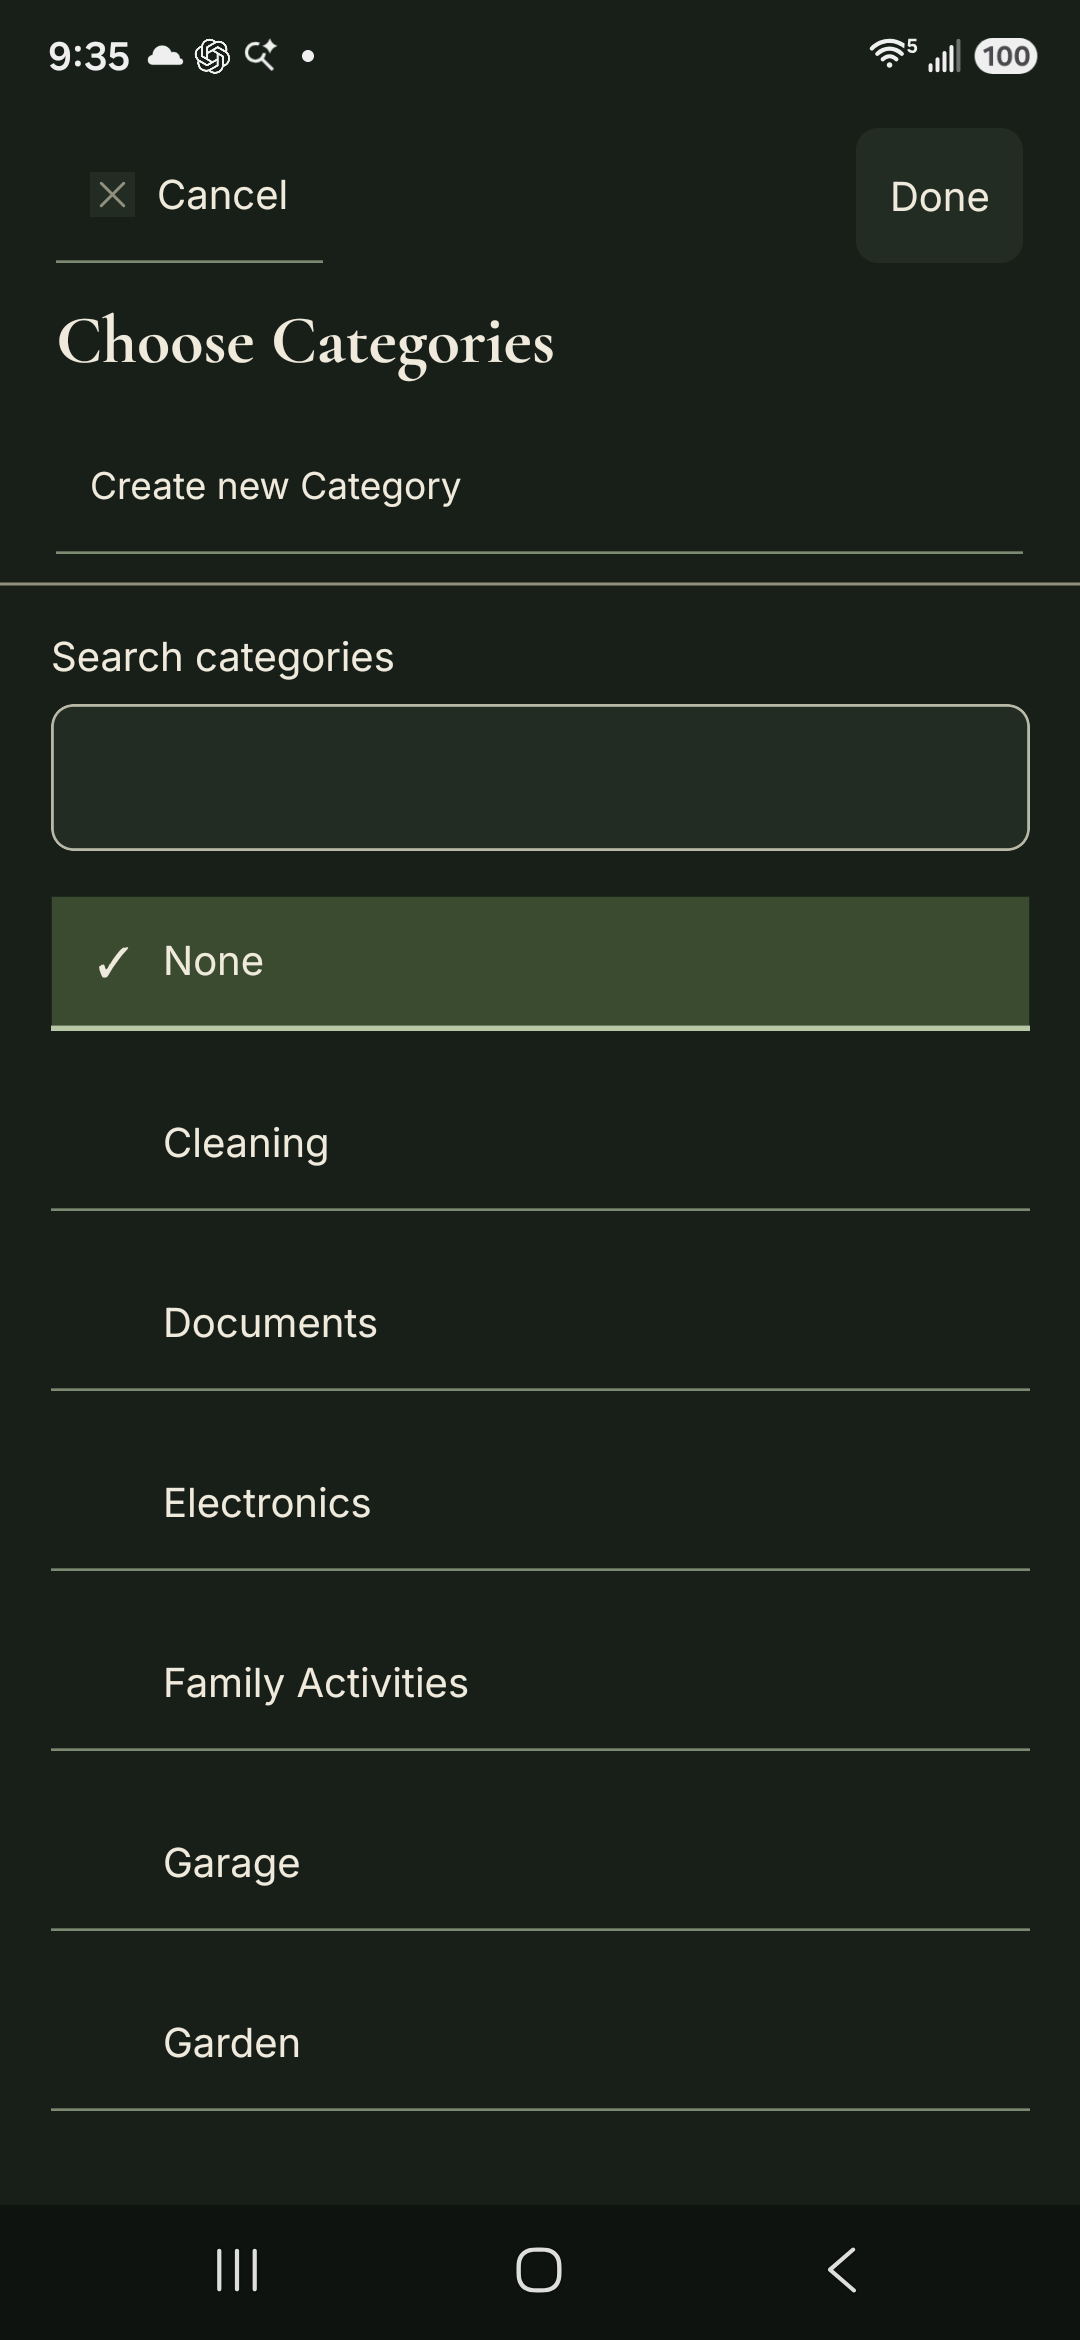 9:35
5
100
Cancel
Done
Choose Categories
Create new Category
Search categories
✓ None
Cleaning
Documents
Electronics
Family Activities
Garage
Garden